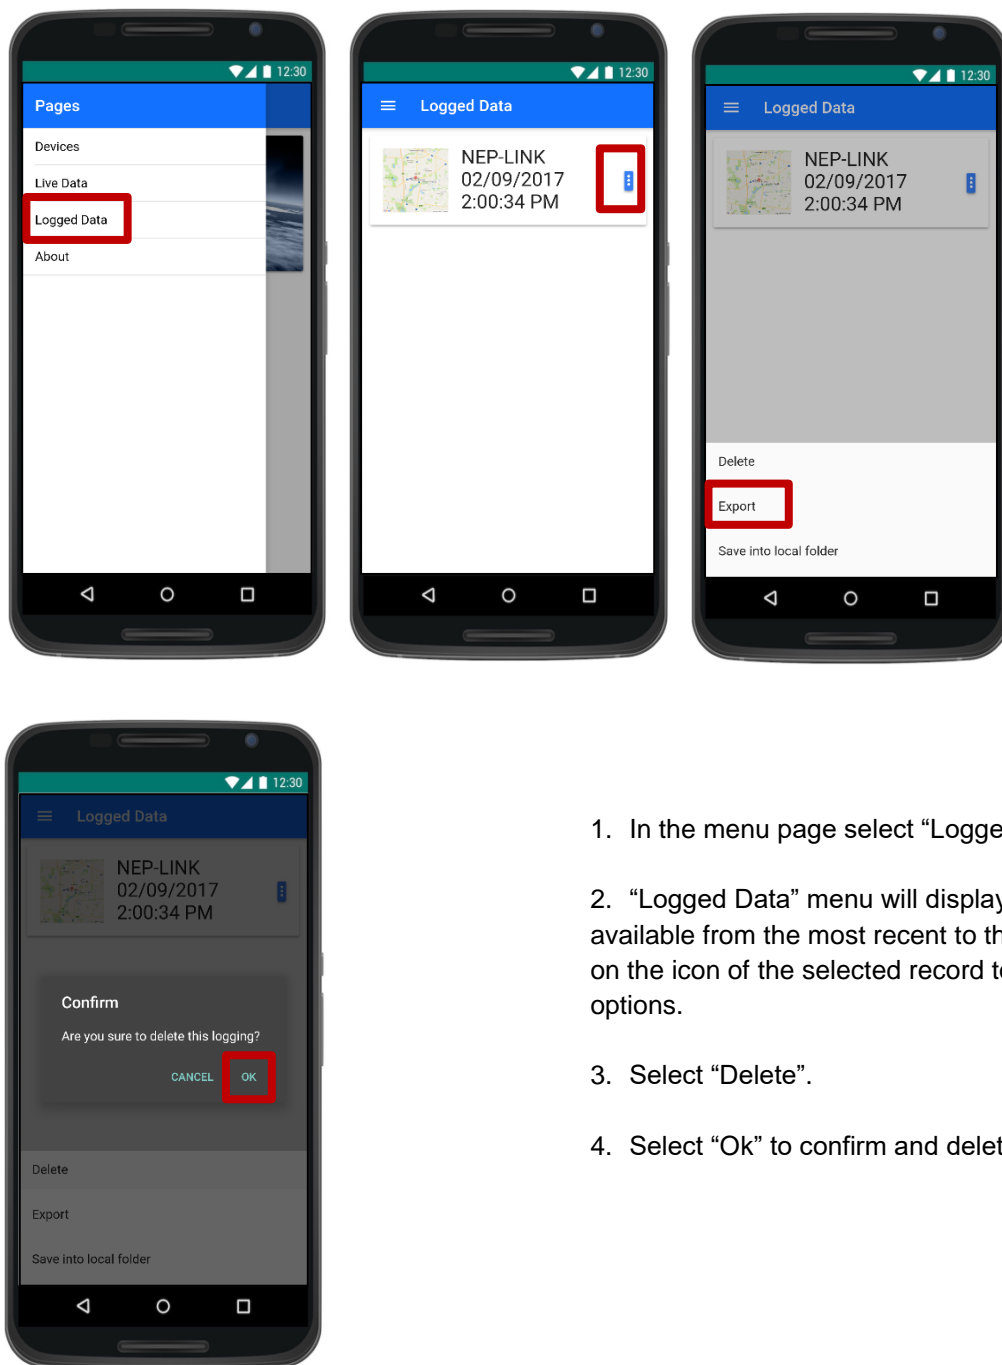 12:30
Pages
Devices
Live Data
Logged Data
About
12:30
Logged Data
NEP-LINK
02/09/2017
2:00:34 PM
12:30
Logged Data
NEP-LINK
02/09/2017
2:00:34 PM
Delete
Export
Save into local folder
12:30
Logged Data
NEP-LINK
02/09/2017
2:00:34 PM
Confirm
Are you sure to delete this logging?
CANCEL OK
Delete
Export
Save into local folder
1. In the menu page select “Logge
2. “Logged Data” menu will display
available from the most recent to th
on the icon of the selected record to
options.
3. Select “Delete”.
4. Select “Ok” to confirm and delet